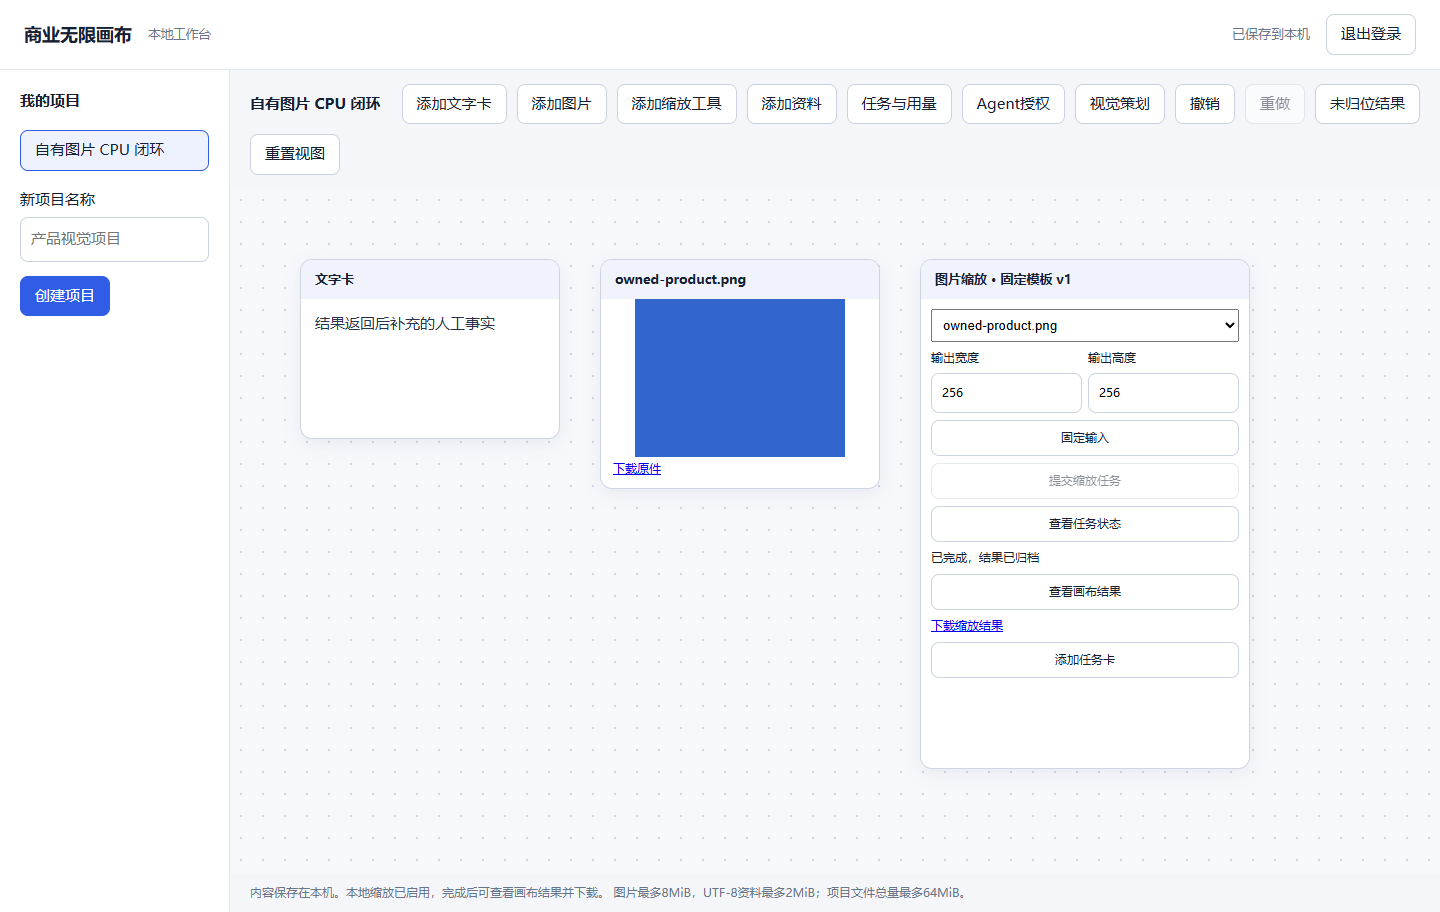 商业无限画布 本地工作台 已保存到本机 退出登录
我的项目
自有图片 CPU 闭环
新项目名称
产品视觉项目
创建项目
自有图片 CPU 闭环 添加文字卡 添加图片 添加缩放工具 添加资料 任务与用量 Agent授权 视觉策划 撤销 重做 未归位结果
重置视图
文字卡
结果返回后补充的人工事实
owned-product.png
下载原件
图片缩放 • 固定模板 v1
owned-product.png
输出宽度 输出高度
256 256
固定输入
提交缩放任务
查看任务状态
已完成，结果已归档
查看画布结果
下载缩放结果
添加任务卡
内容保存在本机。本地缩放已启用，完成后可查看画布结果并下载。 图片最多8MiB，UTF-8资料最多2MiB；项目文件总量最多64MiB。